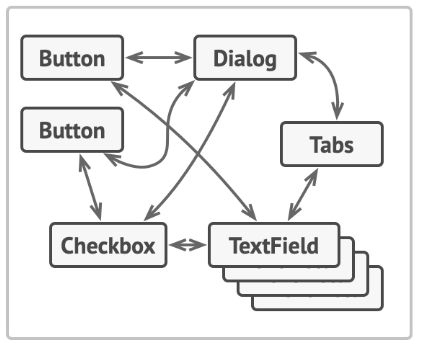 Button
Dialog
Button
Tabs
Checkbox
TextField